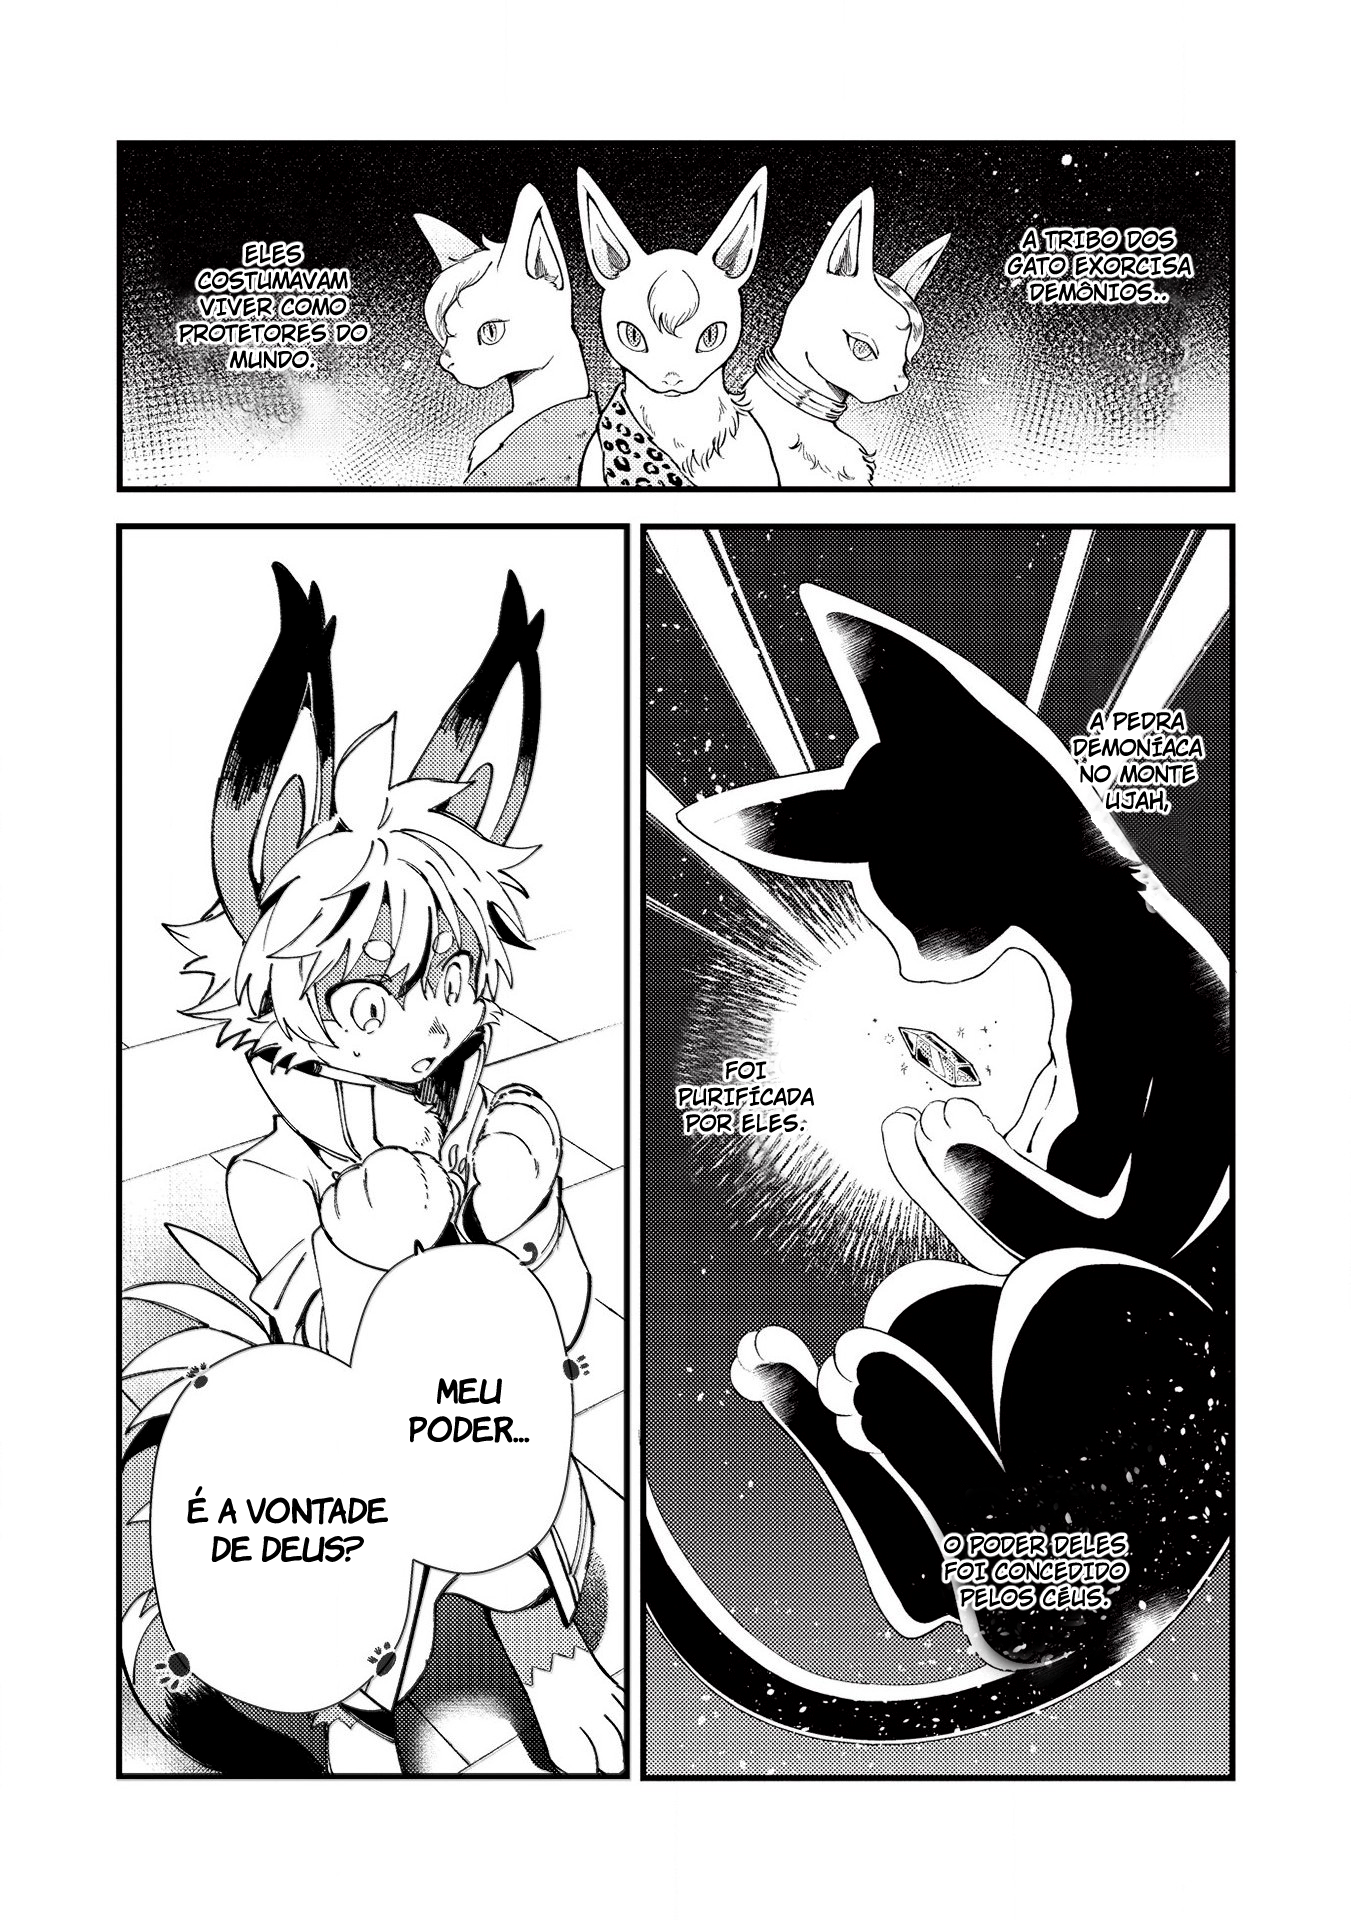 A TRIBO DOS
GATO EXORCISA
DEMÔNIOS..
ELES
COSTUMAVAM
VIVER COMO
PROTETORES DO
MUNDO.
A PEDRA
DEMONÍACA
NO MONTE
UJAH,
FOI
PURIFÍCADA
POR ELES.
O PODER DELES
FOI CONCEDIDO
PELOS CÉUS.
MEU
PODER...
É A VONTADE
DE DEUS?